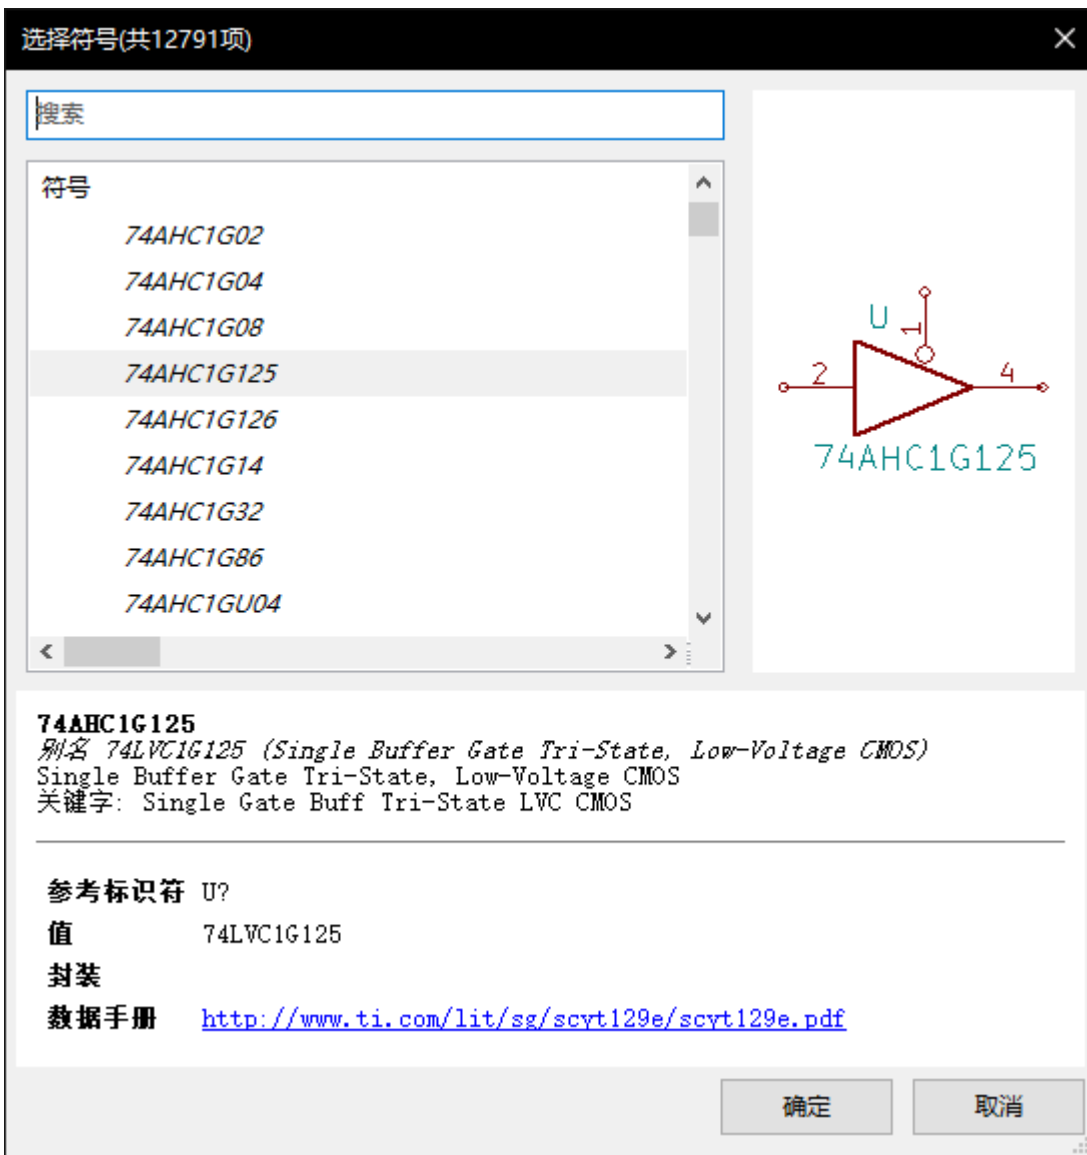 选择符号(共12791项)
搜索
符号
74AHC1G02
74AHC1G04
74AHC1G08
74AHC1G125
74AHC1G126
74AHC1G14
74AHC1G32
74AHC1G86
74AHC1GU04
U
1
2
4
74AHC1G125
74AHC1G125
别名 74LVC1G125 (Single Buffer Gate Tri-State, Low-Voltage CMOS)
Single Buffer Gate Tri-State, Low-Voltage CMOS
关键字: Single Gate Buff Tri-State LVC CMOS
参考标识符 U?
值 74LVC1G125
封装
数据手册 http://www.ti.com/lit/sg/scyt129e/scyt129e.pdf
确定 取消